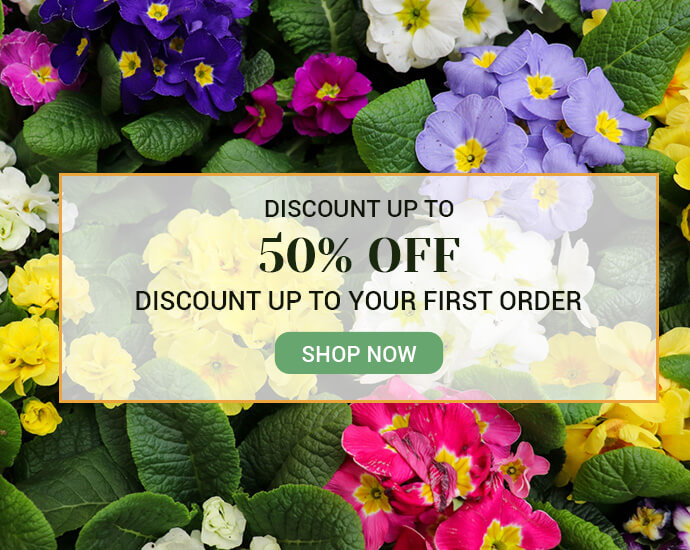 DISCOUNT UP TO
50% OFF
DISCOUNT UP TO YOUR FIRST ORDER
SHOP NOW